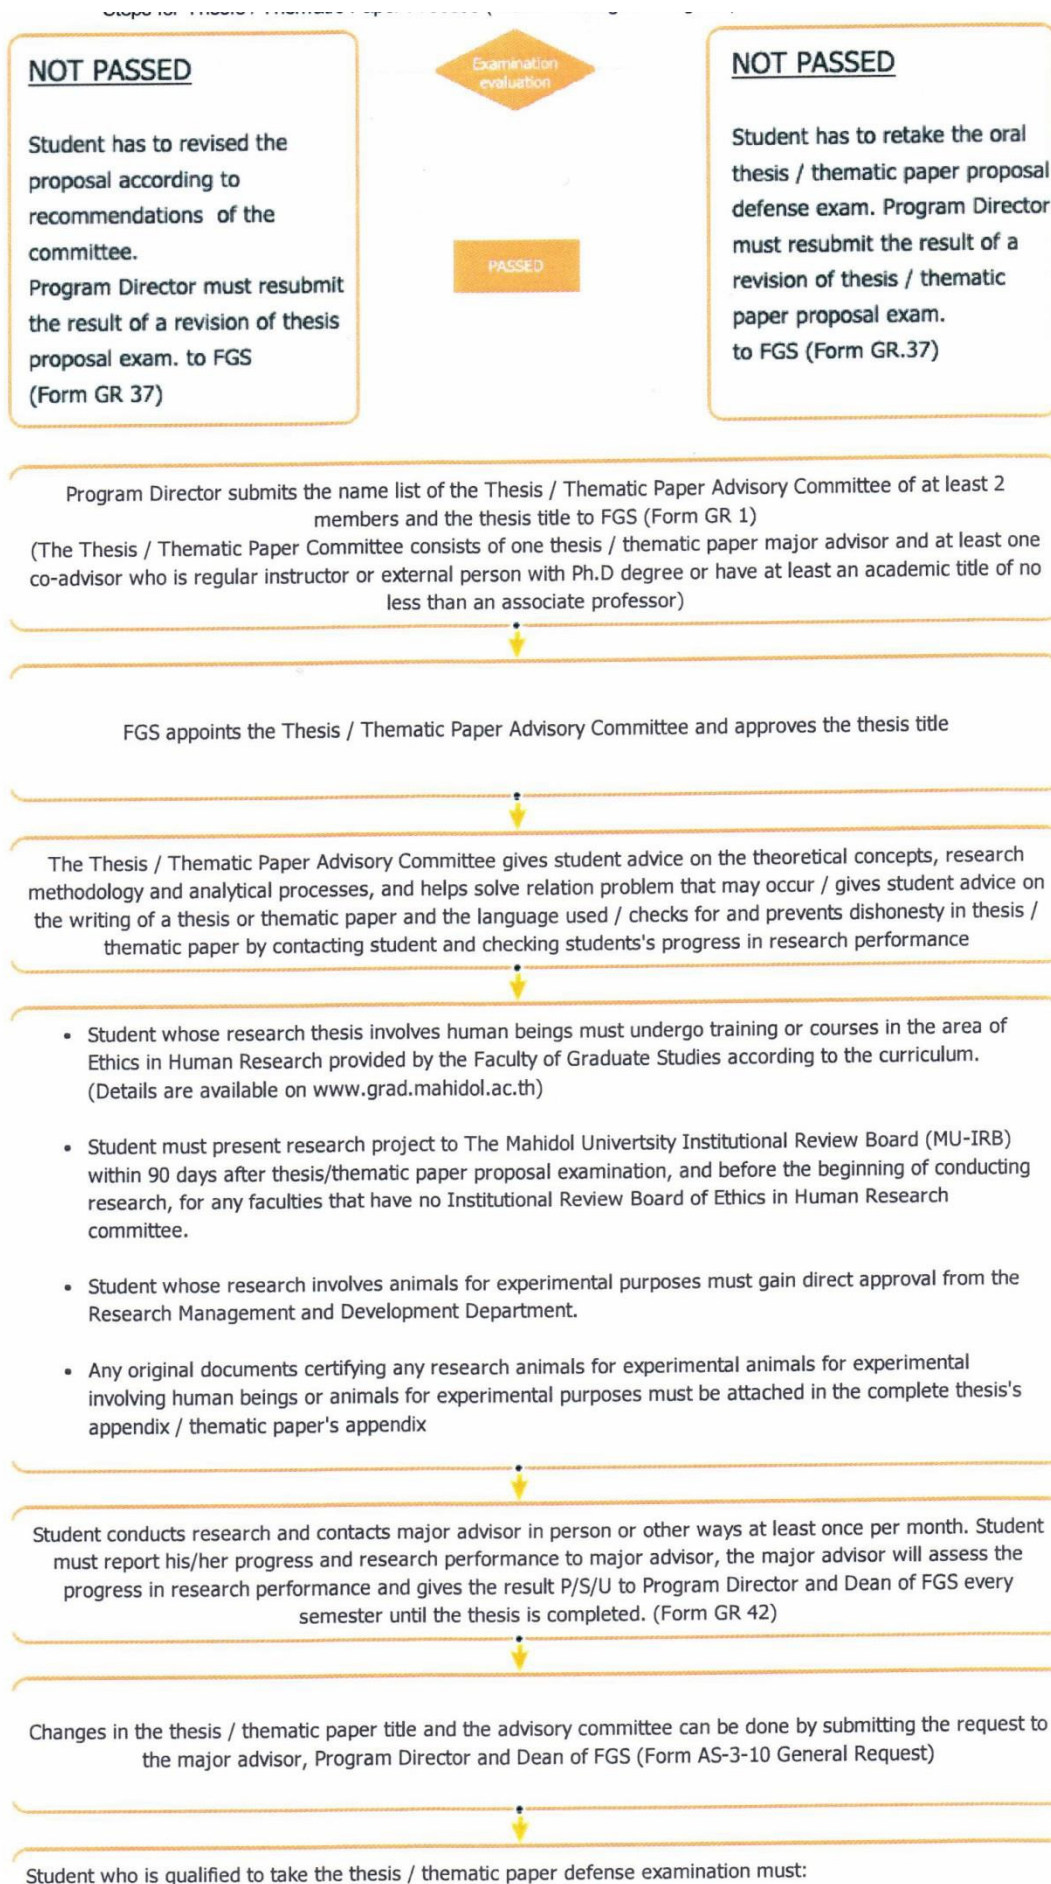 NOT PASSED
Student has to revised the
proposal according to
recommendations of the
committee.
Program Director must resubmit
the result of a revision of thesis
proposal exam. to FGS
(Form GR 37)
Examination
evaluation
PASSED
NOT PASSED
Student has to retake the oral
thesis / thematic paper proposal
defense exam. Program Director
must resubmit the result of a
revision of thesis / thematic
paper proposal exam.
to FGS (Form GR.37)
Program Director submits the name list of the Thesis / Thematic Paper Advisory Committee of at least 2
members and the thesis title to FGS (Form GR 1)
(The Thesis / Thematic Paper Committee consists of one thesis / thematic paper major advisor and at least one
co-advisor who is regular instructor or external person with Ph.D degree or have at least an academic title of no
less than an associate professor)
FGS appoints the Thesis / Thematic Paper Advisory Committee and approves the thesis title
The Thesis / Thematic Paper Advisory Committee gives student advice on the theoretical concepts, research
methodology and analytical processes, and helps solve relation problem that may occur / gives student advice on
the writing of a thesis or thematic paper and the language used / checks for and prevents dishonesty in thesis /
thematic paper by contacting student and checking students's progress in research performance
• Student whose research thesis involves human beings must undergo training or courses in the area of
Ethics in Human Research provided by the Faculty of Graduate Studies according to the curriculum.
(Details are available on www.grad.mahidol.ac.th)
• Student must present research project to The Mahidol Univertsity Institutional Review Board (MU-IRB)
within 90 days after thesis/thematic paper proposal examination, and before the beginning of conducting
research, for any faculties that have no Institutional Review Board of Ethics in Human Research
committee.
• Student whose research involves animals for experimental purposes must gain direct approval from the
Research Management and Development Department.
• Any original documents certifying any research animals for experimental animals for experimental
involving human beings or animals for experimental purposes must be attached in the complete thesis's
appendix / thematic paper's appendix
Student conducts research and contacts major advisor in person or other ways at least once per month. Student
must report his/her progress and research performance to major advisor, the major advisor will assess the
progress in research performance and gives the result P/S/U to Program Director and Dean of FGS every
semester until the thesis is completed. (Form GR 42)
Changes in the thesis / thematic paper title and the advisory committee can be done by submitting the request to
the major advisor, Program Director and Dean of FGS (Form AS-3-10 General Request)
Student who is qualified to take the thesis / thematic paper defense examination must: